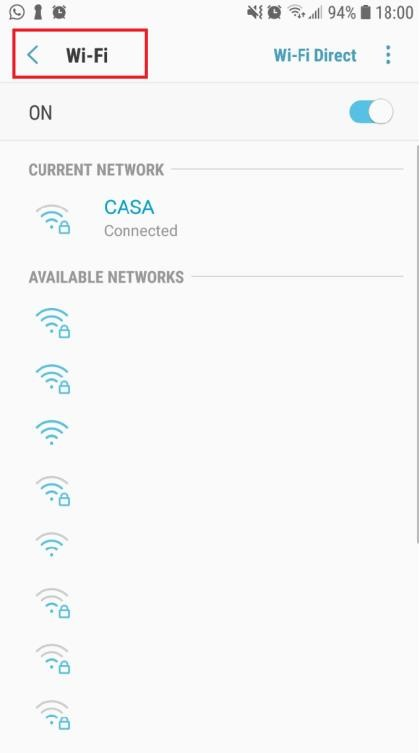 94% 18:00
Wi-Fi
Wi-Fi Direct
ON
CURRENT NETWORK
CASA
Connected
AVAILABLE NETWORKS